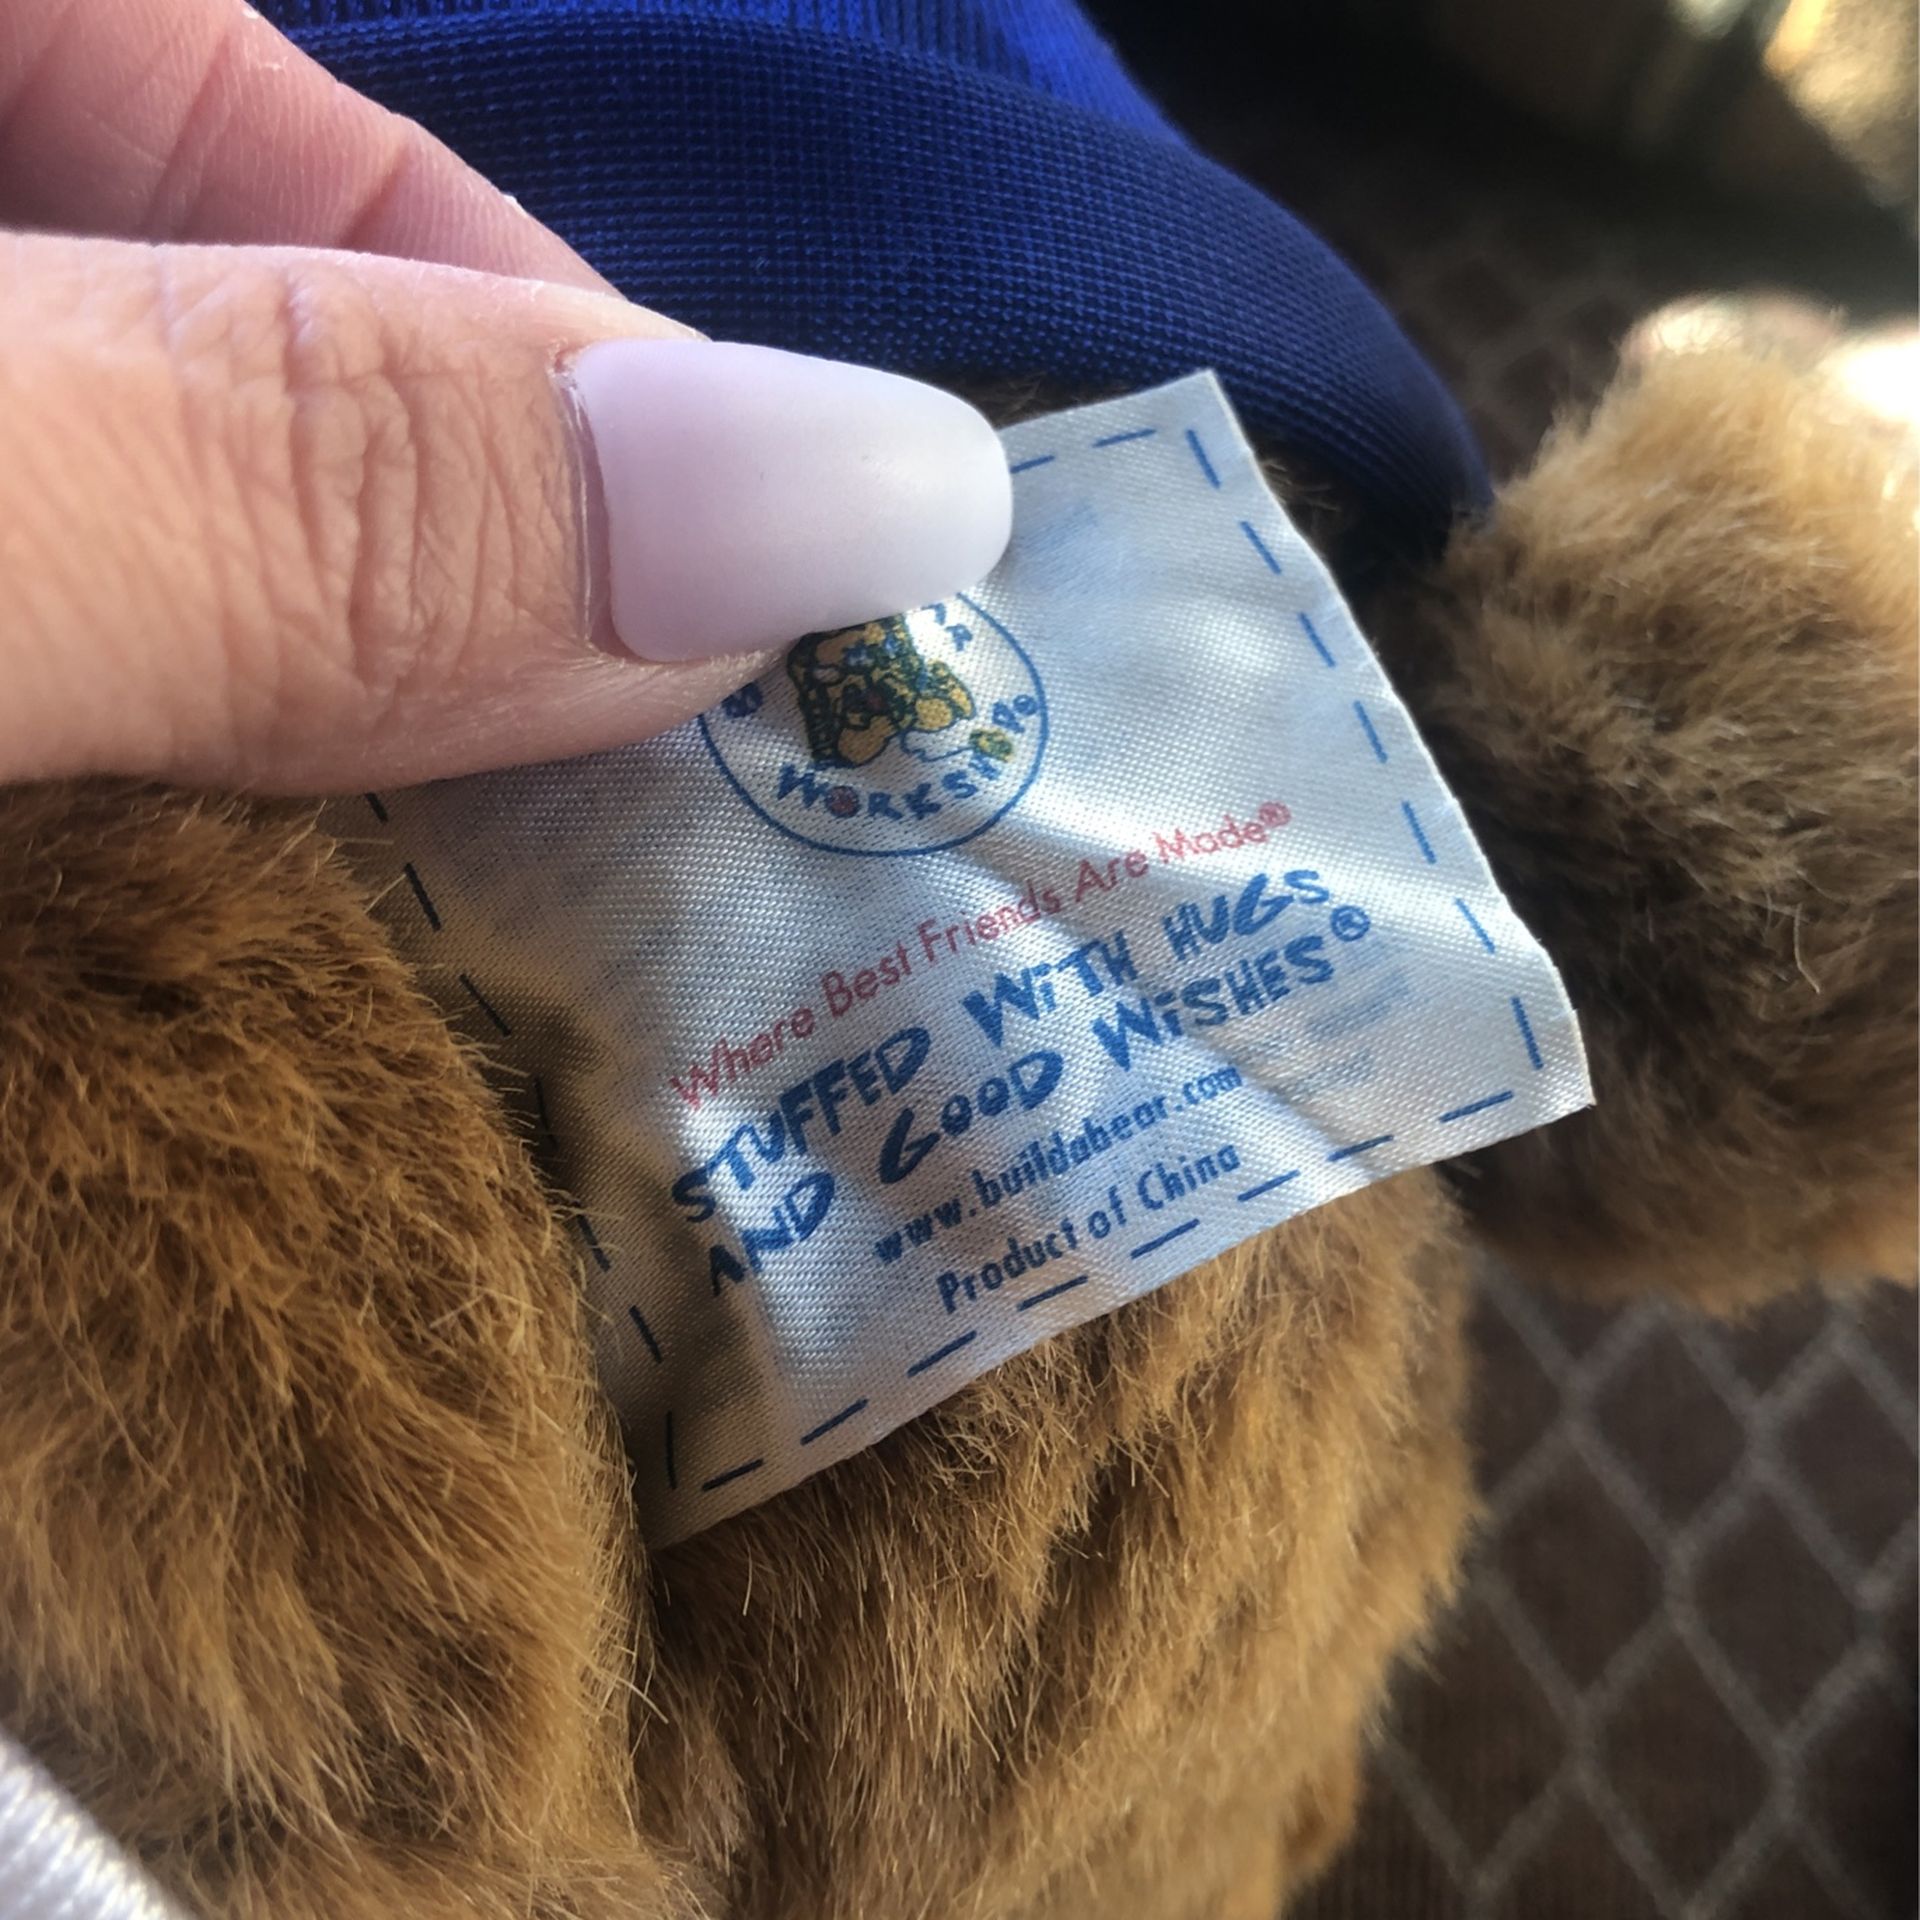 WORKSHOP®
Where Best Friends Are Made®
STUFFED WITH HUGS
AND GOOD WISHES®
www.buildabear.com
Product of China